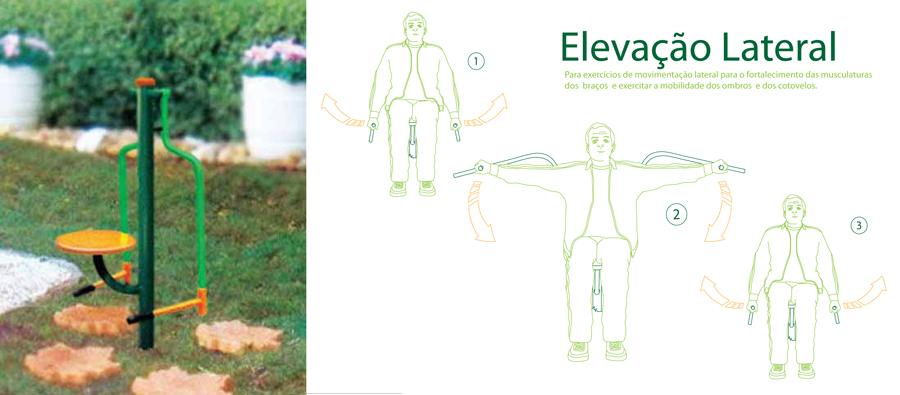 Elevação Lateral
Para exercícios de movimentação lateral para o fortalecimento das musculaturas
dos braços e exercitar a mobilidade dos ombros e dos cotovelos.
1
2
3